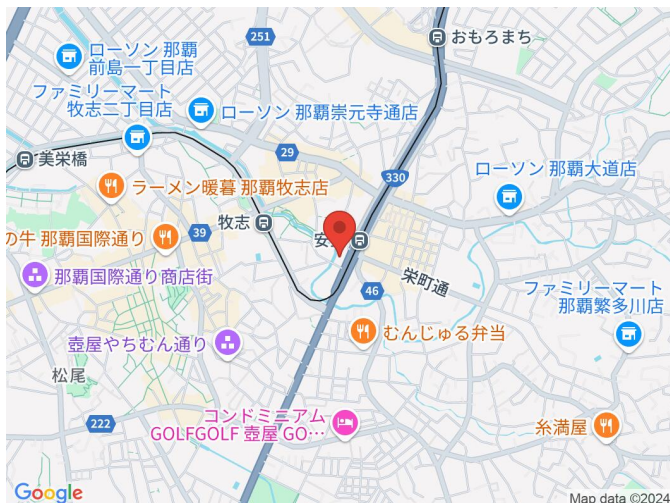 251
おもろまち
ローソン 那覇
前島一丁目店
ファミリーマート
牧志二丁目店
ローソン 那覇崇元寺通店
29
美栄橋
330
ローソン 那覇大道店
ラーメン暖暮 那覇牧志店
牧志
39
の牛 那覇国際通り
安
那覇国際通り商店街
栄町通
46
ファミリーマート
那覇繁多川店
むんじゅる弁当
壺屋やちむん通り
松尾
コンドミニアム
GOLFGOLF 壺屋 GO…
222
糸満屋
Google
Map data ©2024